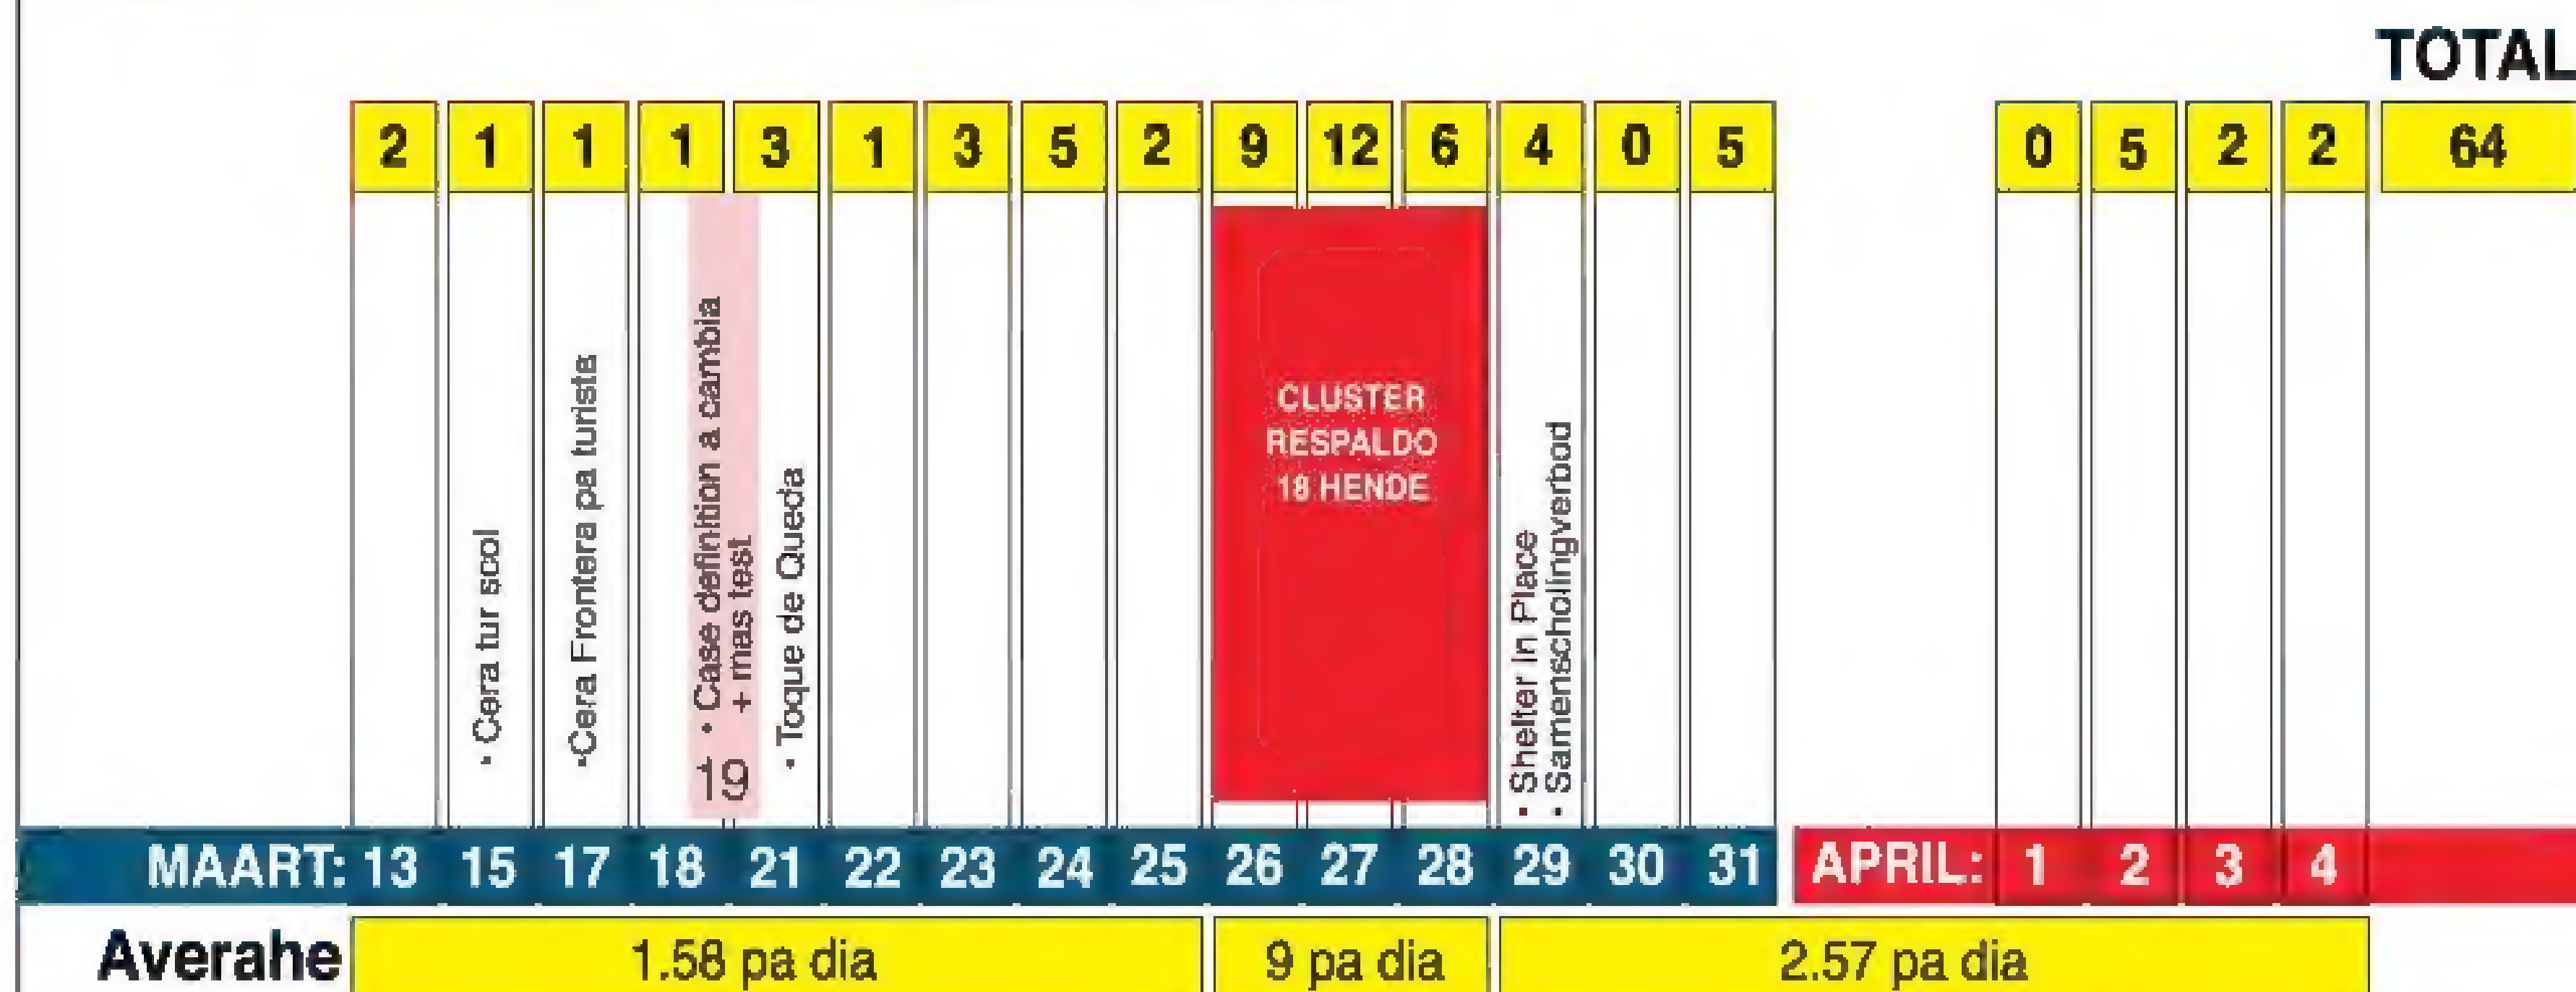 TOTAL
2 1 1 1 3 1 3 5 2 9 12 6 4 0 5 0 5 2 2 64
• Cera tur scol
•Cera Frontera pa turista
• Case definition a cambia
+ mas test
19
• Toque de Queda
CLUSTER
RESPALDO
18 HENDE
• Shelter in Place
• Samenscholingverbod
MAART: 13 15 17 18 21 22 23 24 25 26 27 28 29 30 31 APRIL: 1 2 3 4
Averahe 1.58 pa dia 9 pa dia 2.57 pa dia